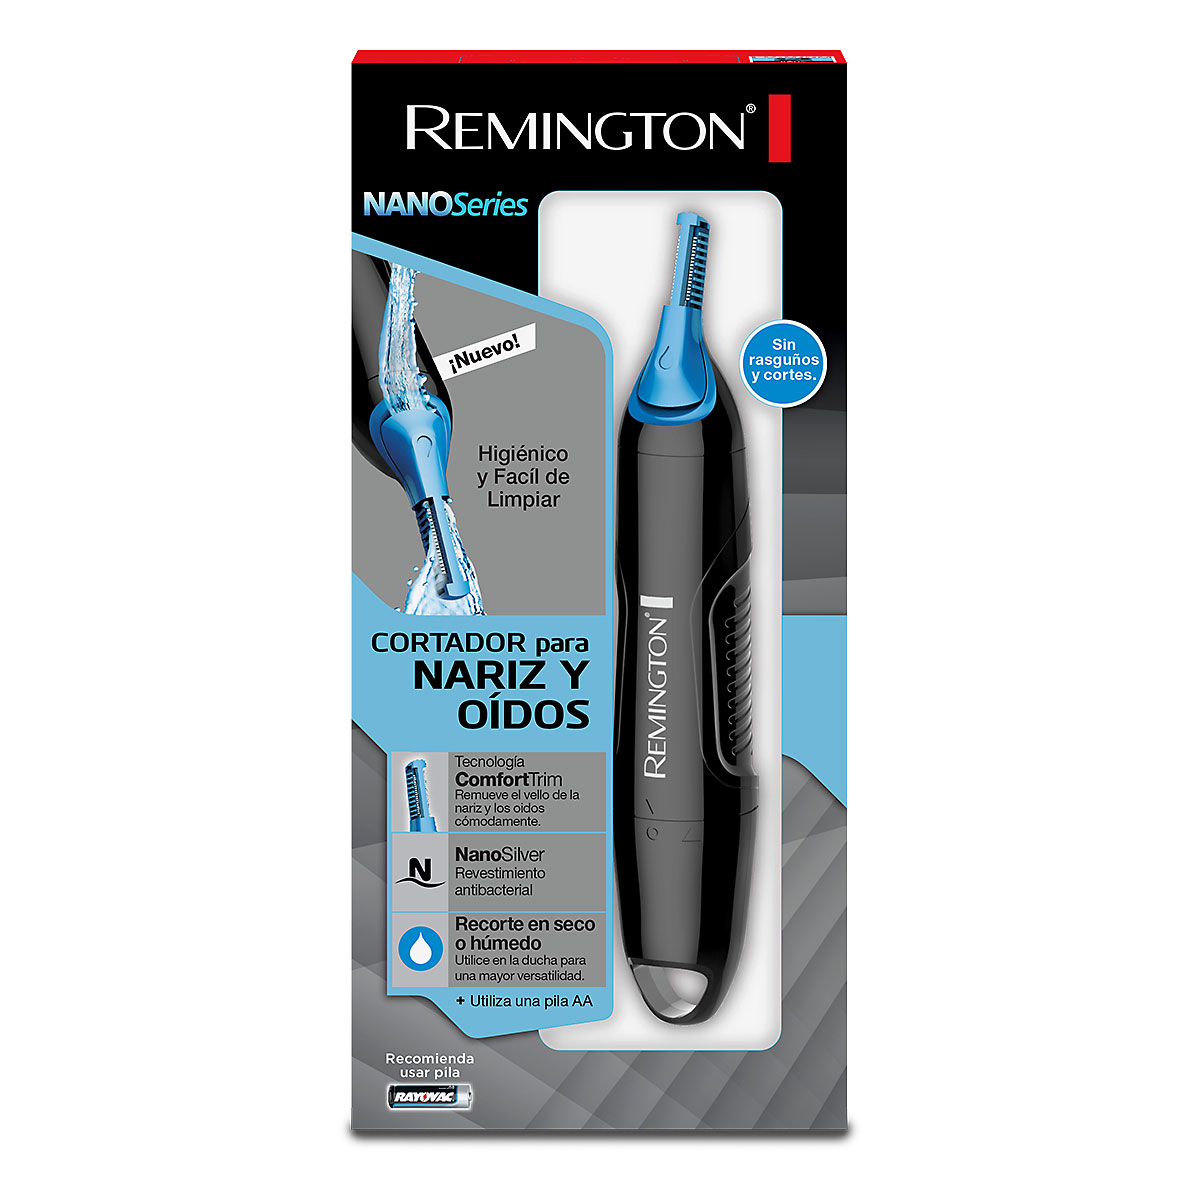 REMINGTON®
NANOSeries
¡Nuevo!
Sin
rasguños
y cortes.
Higiénico
y Facíl de
Limpiar
CORTADOR para
NARIZ Y
OÍDOS
REMINGTON®
Tecnología
ComfortTrim
Remueve el vello de la
nariz y los oidos
cómodamente.
N
NanoSilver
Revestimiento
antibacterial
Recorte en seco
o húmedo
Utilice en la ducha para
una mayor versatilidad.
+ Utiliza una pila AA
Recomienda
usar pila
RAYOVAC